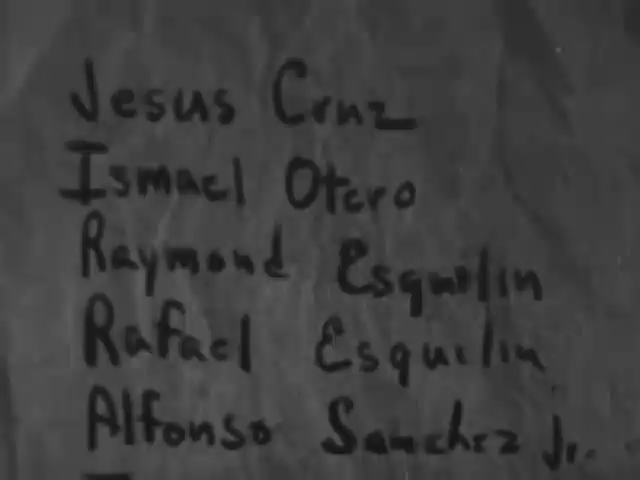 Jesus Cruz
Ismael Otero
Raymond Esquilin
Rafael Esquilin
Alfonso Sanchez Jr.